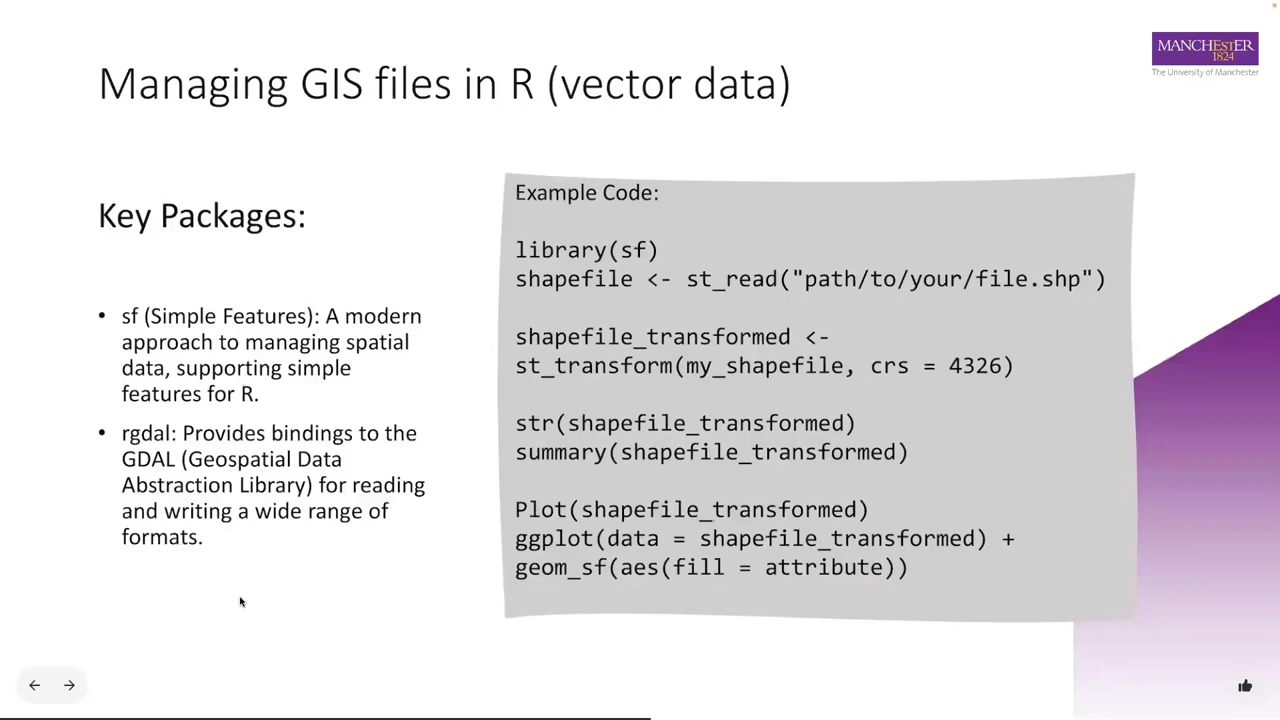 MANCHESTER
1824
The University of Manchester
Managing GIS files in R (vector data)
Key Packages:
• sf (Simple Features): A modern
approach to managing spatial
data, supporting simple
features for R.
• rgdal: Provides bindings to the
GDAL (Geospatial Data
Abstraction Library) for reading
and writing a wide range of
formats.
Example Code:
library(sf)
shapefile <- st_read("path/to/your/file.shp")
shapefile_transformed <-
st_transform(my_shapefile, crs = 4326)
str(shapefile_transformed)
summary(shapefile_transformed)
Plot(shapefile_transformed)
ggplot(data = shapefile_transformed) +
geom_sf(aes(fill = attribute))